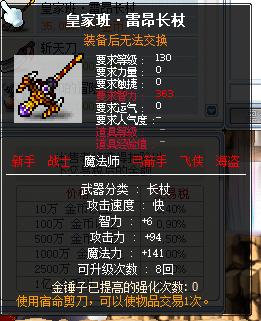 皇家班·雷昂长杖
装备后无法交换
斩天刀
要求等级: 130
要求力量: 0
要求敏捷: 0
要求智力: 363
要求运气: 0
要求人气度: -
道具等级 -
道具经验值 -
新手 战士 魔法师 弓箭手 飞侠 海盗
武器分类 : 长杖
攻击速度: 快
智力 : +6
攻击力 : +94
魔法力 : +141
可升级次数 : 8回
金锤子已提高的强化次数: 0
使用宿命剪刀，可以使物品交易1次。